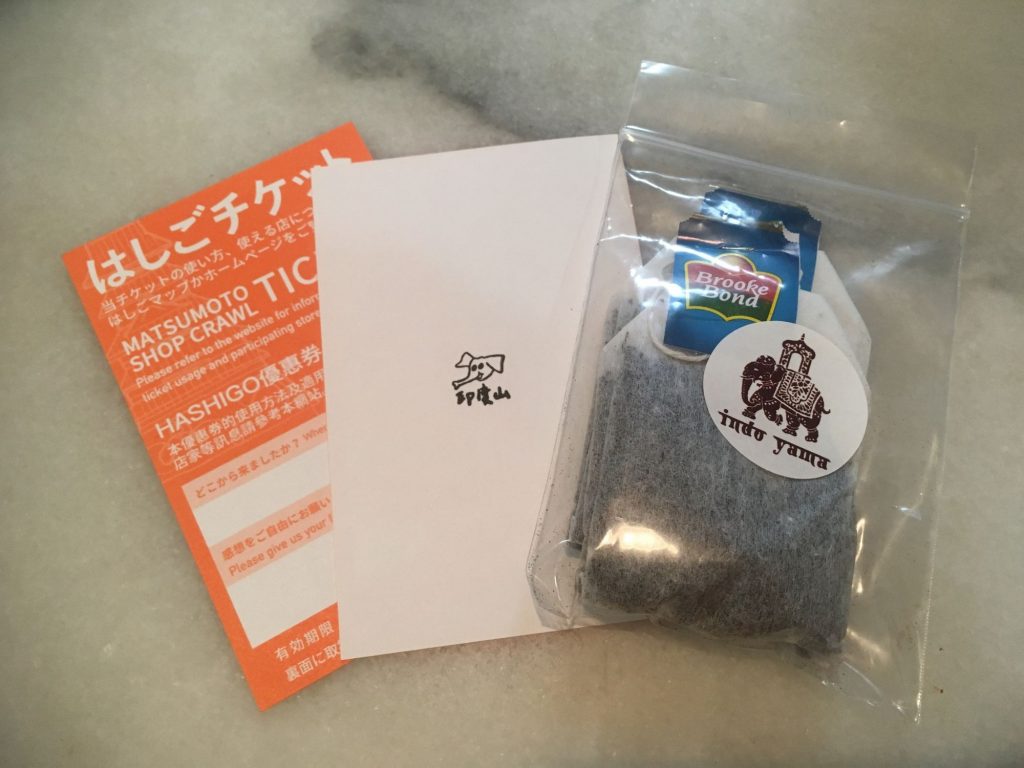 はしごチケット
当チケットの使い方、使える店につ
はしごマップかホームページをご
MATSUMOTO
SHOP CRAWL
TIC
Please refer to the website for infor
ticket usage and participating store
HASHIGO優惠券
本優惠券的使用方法及適用
店家等訊息請參考本網站
どこから来ましたか？ Whe
感想をご自由にお願い
Please give us your
有効期限
裏面に取
印度山
Brooke
Bond
indo yama